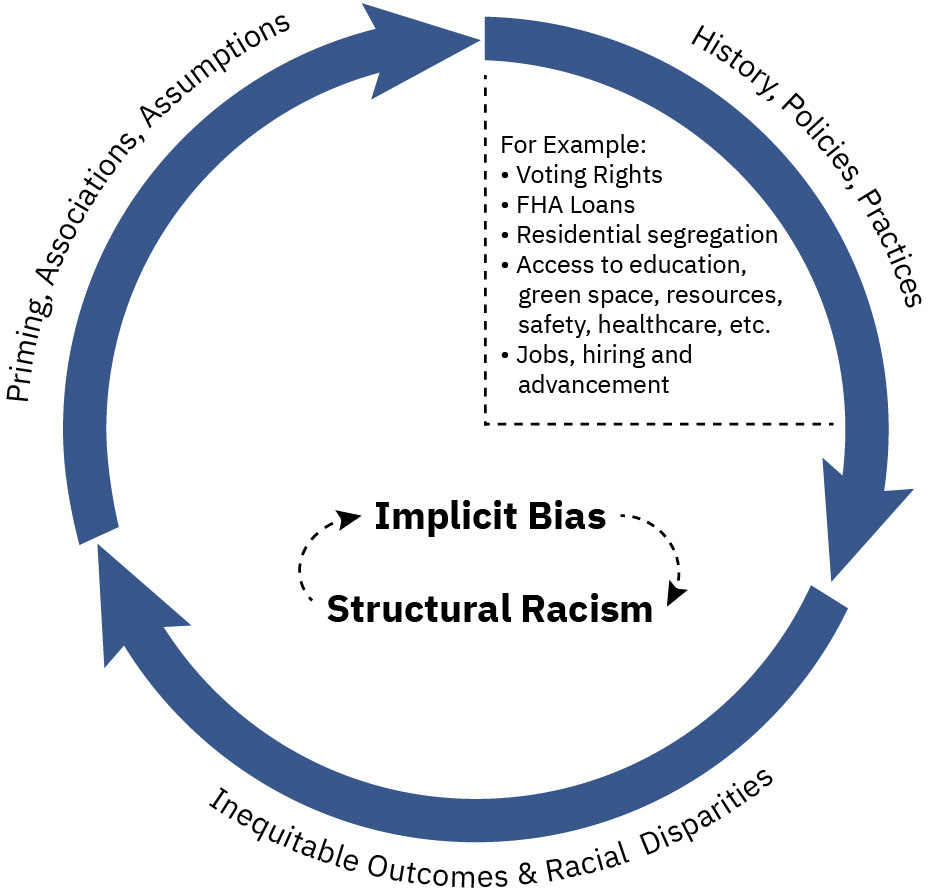 Priming, Associations, Assumptions
History, Policies, Practices
For Example:
• Voting Rights
• FHA Loans
• Residential segregation
• Access to education,
green space, resources,
safety, healthcare, etc.
• Jobs, hiring and
advancement
Implicit Bias
Structural Racism
Inequitable Outcomes & Racial Disparities